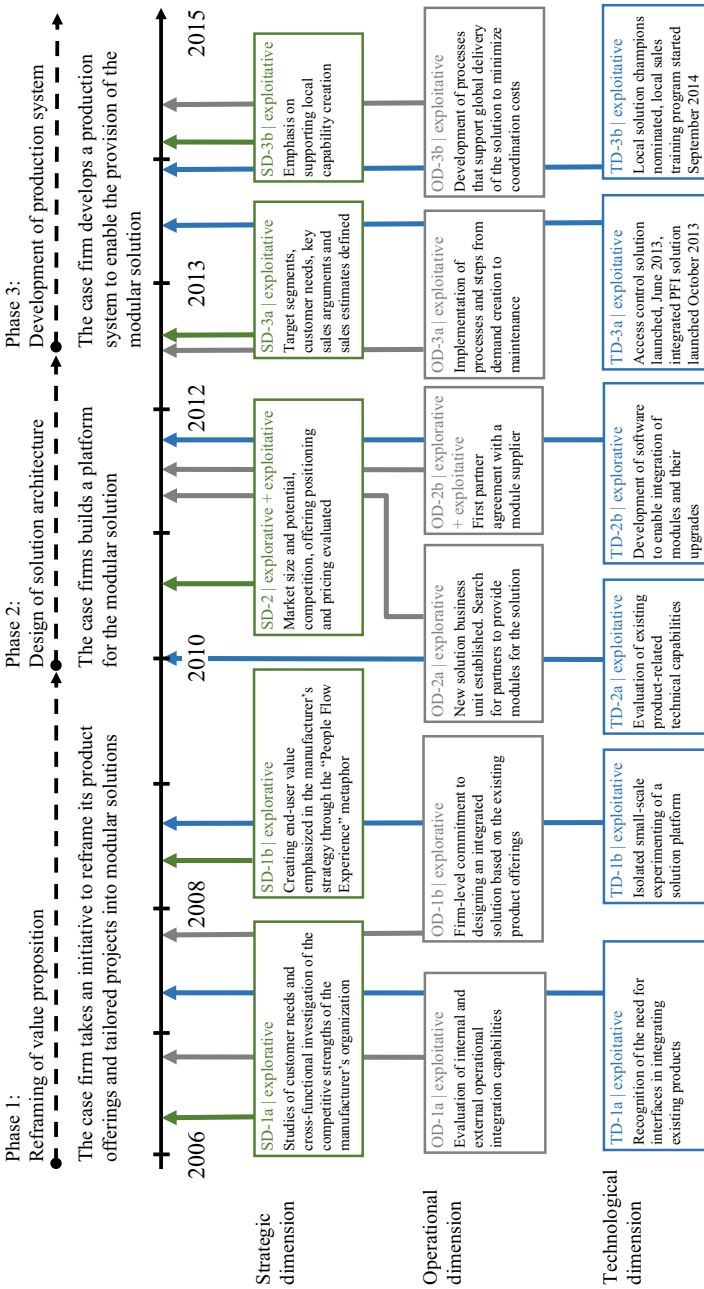 Phase 1:
Reframing of value proposition
Phase 2:
Design of solution architecture
Phase 3:
Development of production system
The case firm takes an initiative to reframe its product
offerings and tailored projects into modular solutions
The case firms builds a platform
for the modular solution
The case firm develops a production
system to enable the provision of the
modular solution
2006
2008
2010
2012
2013
2015
Strategic
dimension
SD-1a | explorative
Studies of customer needs and
cross-functional investigation of the
competitive strengths of the
manufacturer's organization
SD-1b | explorative
Creating end-user value
emphasized in the manufacturer's
strategy through the “People Flow
Experience” metaphor
SD-2 | explorative + exploitative
Market size and potential,
competition, offering positioning
and pricing evaluated
SD-3a | exploitative
Target segments,
customer needs, key
sales arguments and
sales estimates defined
SD-3b | exploitative
Emphasis on
supporting local
capability creation
Operational
dimension
OD-1a | exploitative
Evaluation of internal and
external operational
integration capabilities
OD-1b | explorative
Firm-level commitment to
designing an integrated
solution based on the existing
product offerings
OD-2a | explorative
New solution business
unit established. Search
for partners to provide
modules for the solution
OD-2b | explorative
+ exploitative
First partner
agreement with a
module supplier
OD-3a | exploitative
Implementation of
processes and steps from
demand creation to
maintenance
OD-3b | exploitative
Development of processes
that support global delivery
of the solution to minimize
coordination costs
Technological
dimension
TD-1a | exploitative
Recognition of the need for
interfaces in integrating
existing products
TD-1b | exploitative
Isolated small-scale
experimenting of a
solution platform
TD-2a | exploitative
Evaluation of existing
product-related
technical capabilities
TD-2b | explorative
Development of software
to enable integration of
modules and their
upgrades
TD-3a | exploitative
Access control solution
launched, June 2013,
integrated PFI solution
launched October 2013
TD-3b | exploitative
Local solution champions
nominated, local sales
training program started
September 2014